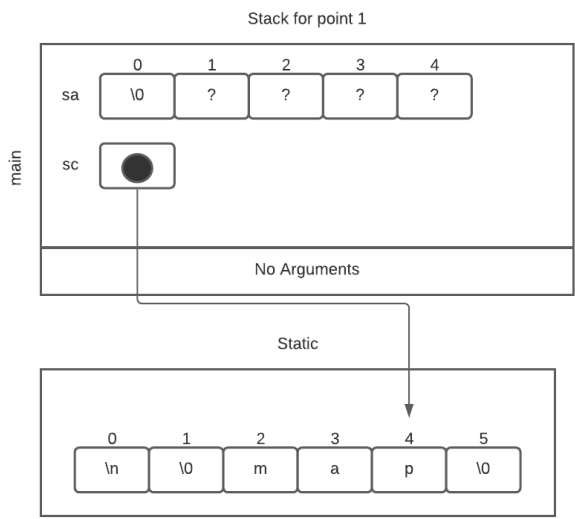 Stack for point 1
0 1 2 3 4
sa \0 ? ? ? ?
main
sc
No Arguments
Static
0 1 2 3 4 5
\n \0 m a p \0